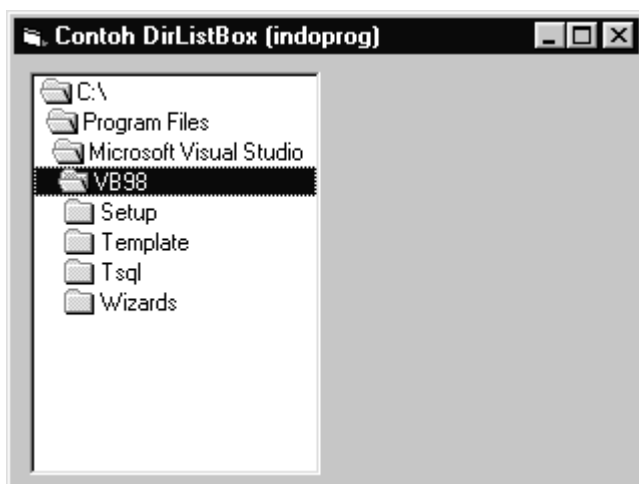 Contoh DirListBox (indoprog)
C:\
Program Files
Microsoft Visual Studio
VB98
Setup
Template
Tsql
Wizards